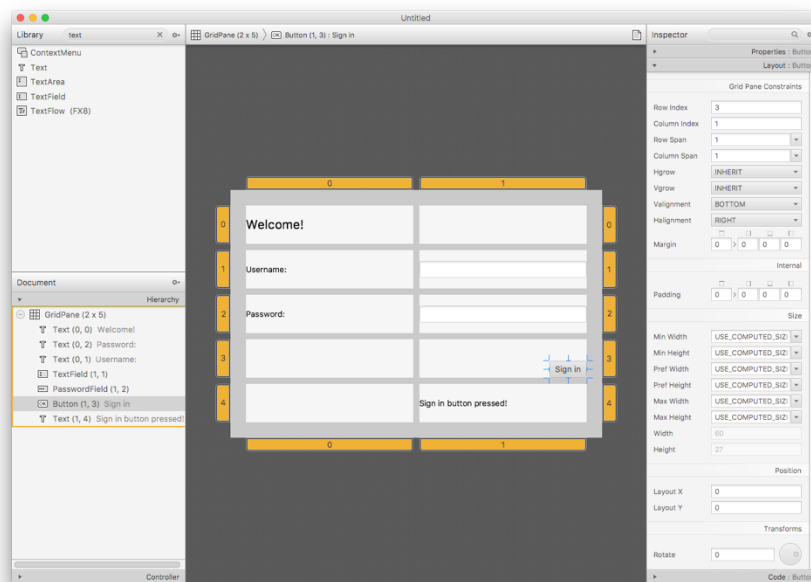 Untitled
Library
text
ContextMenu
Text
TextArea
TextField
TextFlow (FX8)
Document
Hierarchy
GridPane (2 x 5)
Text (0, 0) Welcome!
Text (0, 2) Password:
Text (0, 1) Username:
TextField (1, 1)
PasswordField (1, 2)
Button (1, 3) Sign in
Text (1, 4) Sign in button pressed!
Controller
GridPane (2 x 5) Button (1, 3) : Sign in
0 1
0 Welcome! 0
1 Username: 1
2 Password: 2
3 Sign in 3
4 Sign in button pressed! 4
0 1
Inspector
Properties : Butto
Layout : Butto
Grid Pane Constraints
Row Index 3
Column Index 1
Row Span 1
Column Span 1
Hgrow INHERIT
Vgrow INHERIT
Valignment BOTTOM
Halignment RIGHT
Margin 0 0 0 0
Internal
Padding 0 0 0 0
Size
Min Width USE_COMPUTED_SIZ
Min Height USE_COMPUTED_SIZ
Pref Width USE_COMPUTED_SIZ
Pref Height USE_COMPUTED_SIZ
Max Width USE_COMPUTED_SIZ
Max Height USE_COMPUTED_SIZ
Width 60
Height 27
Position
Layout X 0
Layout Y 0
Transforms
Rotate 0
Code : Butto